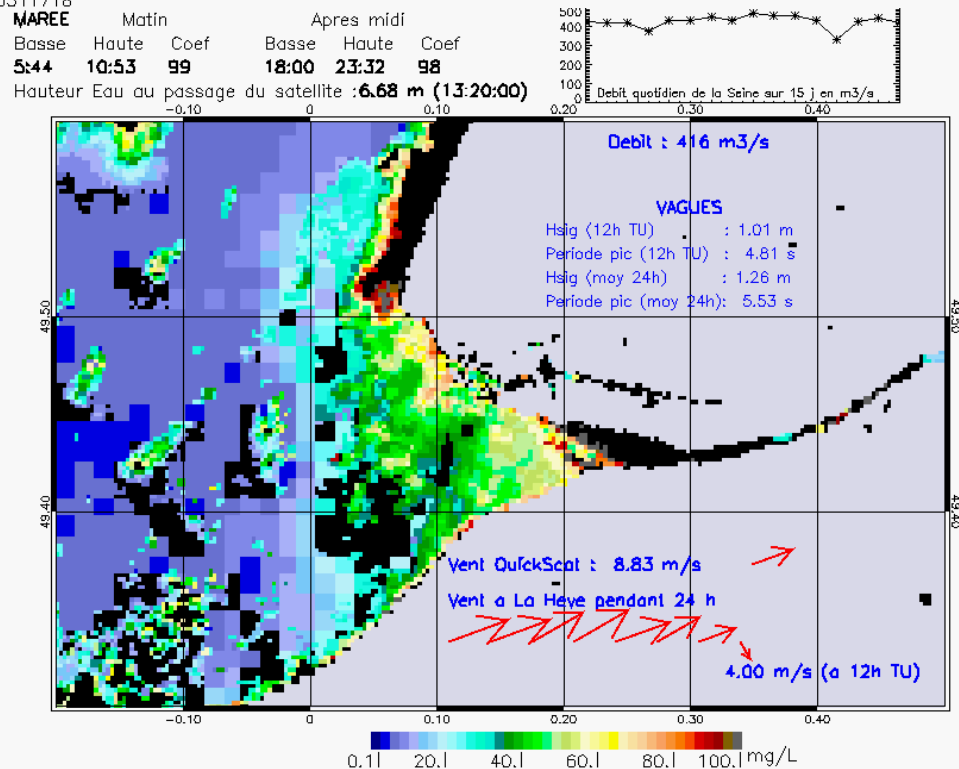 MAREE Matin Apres midi
Basse Haute Coef Basse Haute Coef
5:44 10:53 99 18:00 23:32 98
Hauteur Eau au passage du satellite :6.68 m (13:20:00)
500
400
300
200
100
0
Debit quotidien de la Seine sur 15 j en m3/s
-0.10 0 0.10 0.20 0.30 0.40
Debit : 416 m3/s
VAGUES
Hsig (12h TU) : 1.01 m
Periode pic (12h TU) : 4.81 s
Hsig (moy 24h) : 1.26 m
Periode pic (moy 24h): 5.53 s
49.50 49.50
49.40 49.40
Vent QuickScat : 8.83 m/s
Vent a La Heve pendant 24 h
4.00 m/s (a 12h TU)
-0.10 0 0.10 0.20 0.30 0.40
0.1 20. 40. 60. 80. 100. mg/L